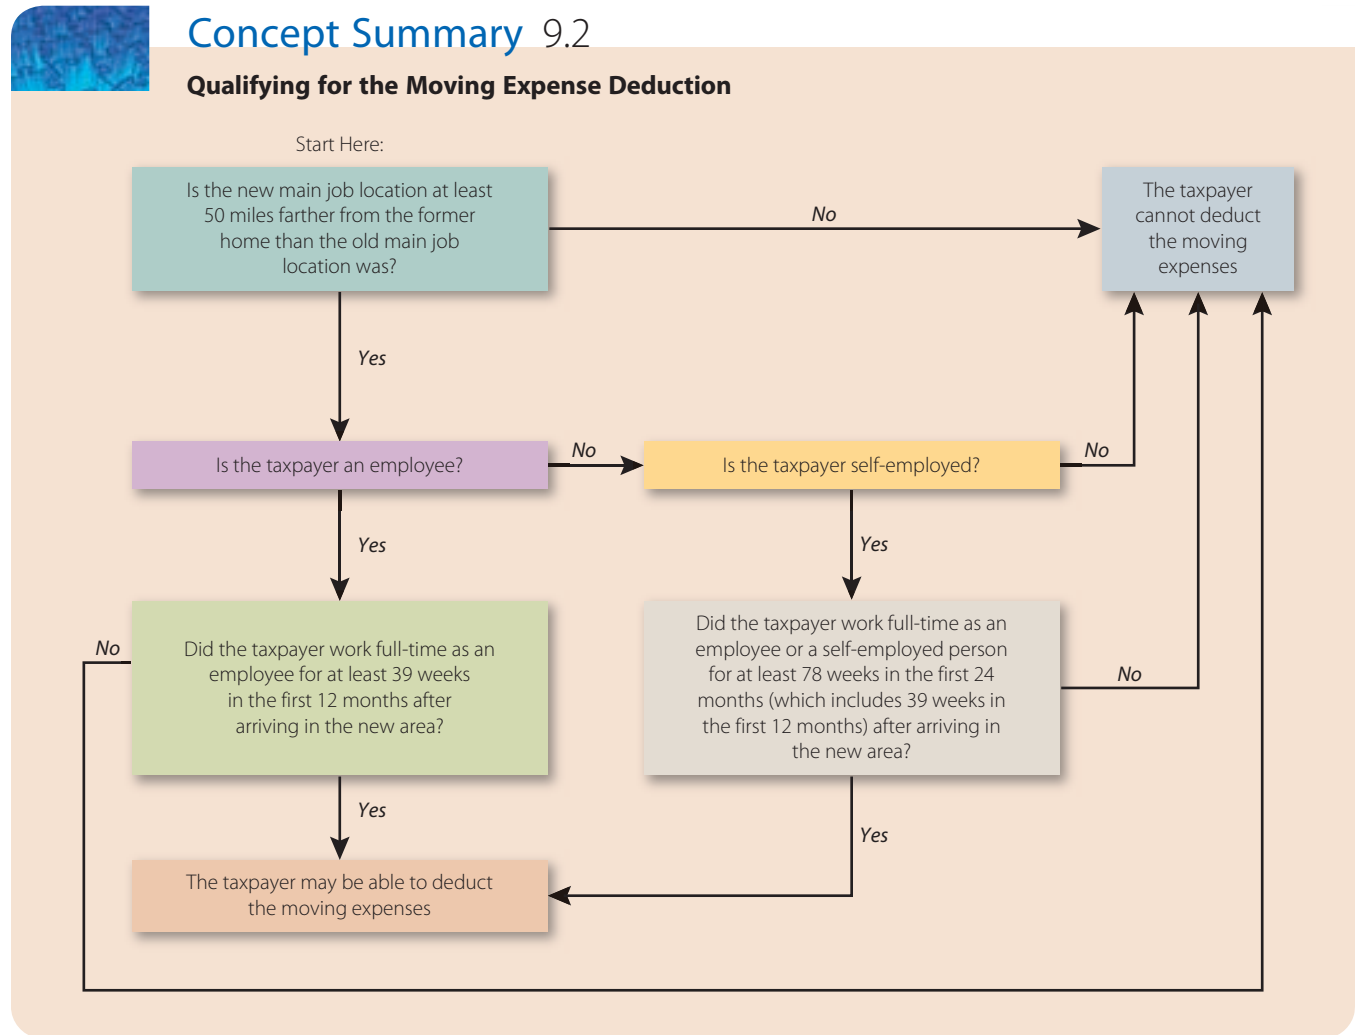 Concept Summary 9.2
Qualifying for the Moving Expense Deduction
Start Here:
Is the new main job location at least
50 miles farther from the former
home than the old main job
location was?
No
The taxpayer
cannot deduct
the moving
expenses
Yes
Is the taxpayer an employee?
No
Is the taxpayer self-employed?
No
Yes
Yes
No
Did the taxpayer work full-time as an
employee for at least 39 weeks
in the first 12 months after
arriving in the new area?
Did the taxpayer work full-time as an
employee or a self-employed person
for at least 78 weeks in the first 24
months (which includes 39 weeks in
the first 12 months) after arriving in
the new area?
No
Yes
Yes
The taxpayer may be able to deduct
the moving expenses